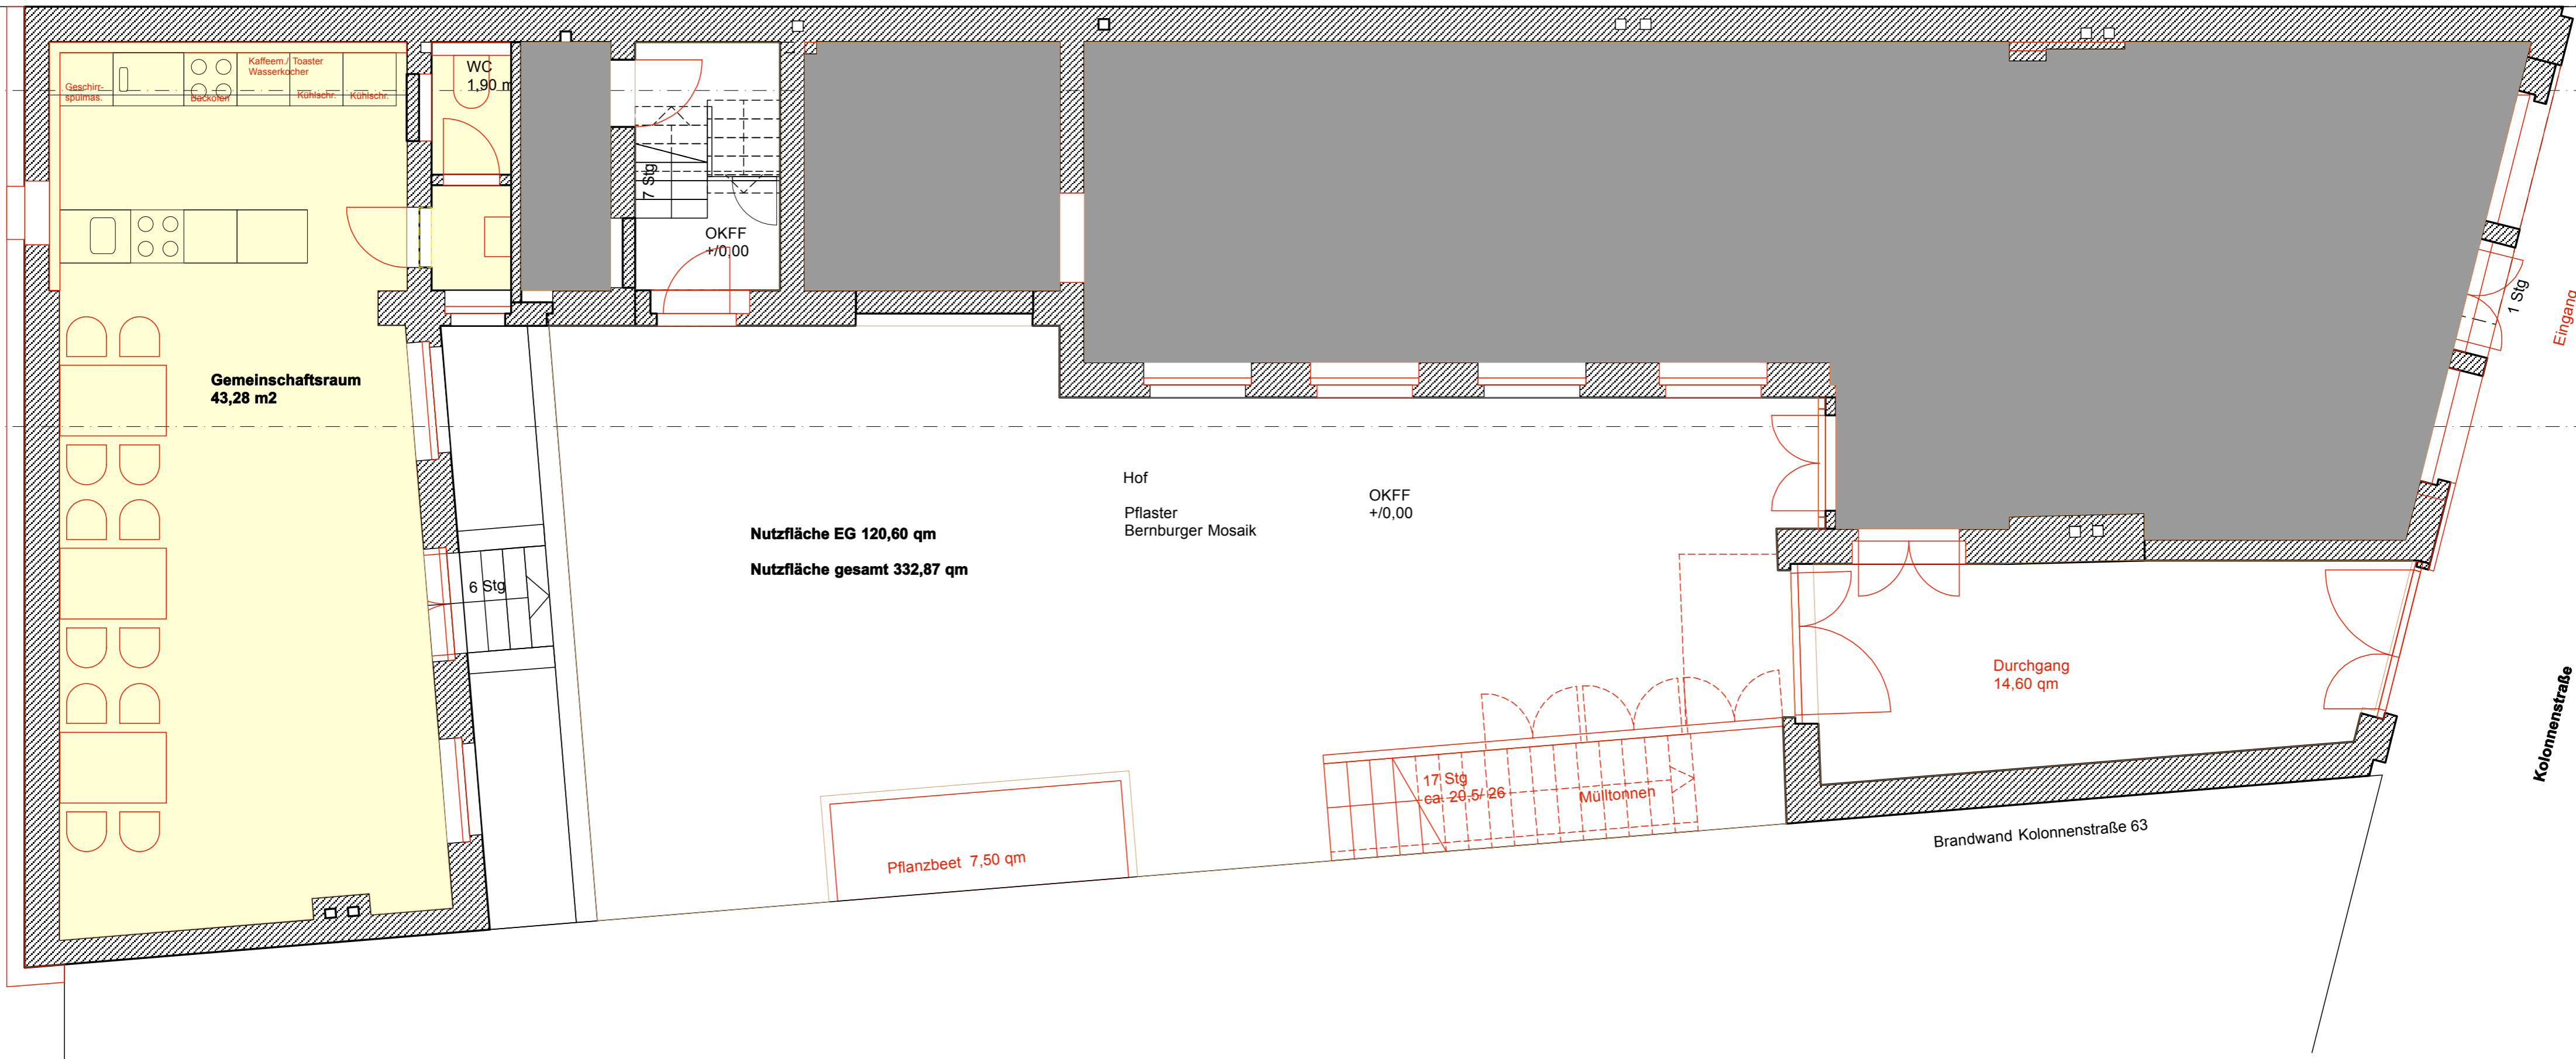 Geschirr-
spülmas.
Backofen
Kaffeem./ Toaster
Wasserkocher
Kühlschr.
Kühlschr.
WC
1,90 m
7 Stg
OKFF
+/0,00
1 Stg
Eingang
Gemeinschaftsraum
43,28 m2
Hof
Pflaster
Bernburger Mosaik
OKFF
+/0,00
Nutzfläche EG 120,60 qm
Nutzfläche gesamt 332,87 qm
6 Stg
Durchgang
14,60 qm
Kolonnenstraße
17 Stg
ca. 20,5/ 26
Mülltonnen
Brandwand Kolonnenstraße 63
Pflanzbeet 7,50 qm